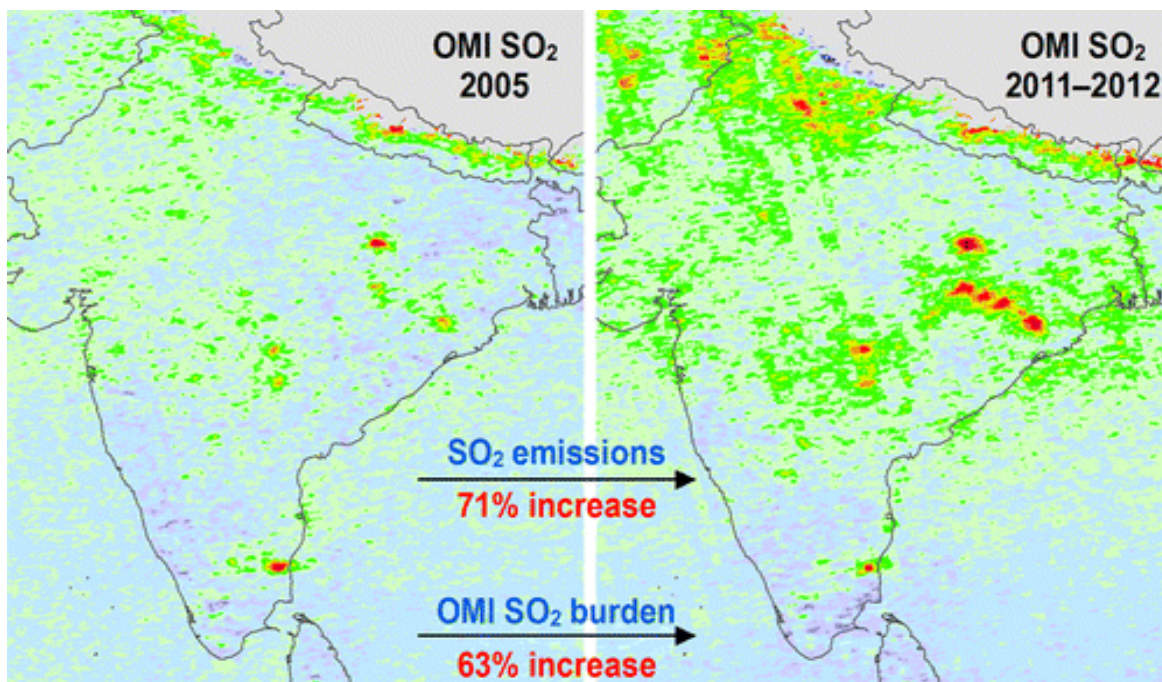 OMI SO₂
2005
OMI SO₂
2011–2012
SO₂ emissions
71% increase
OMI SO₂ burden
63% increase